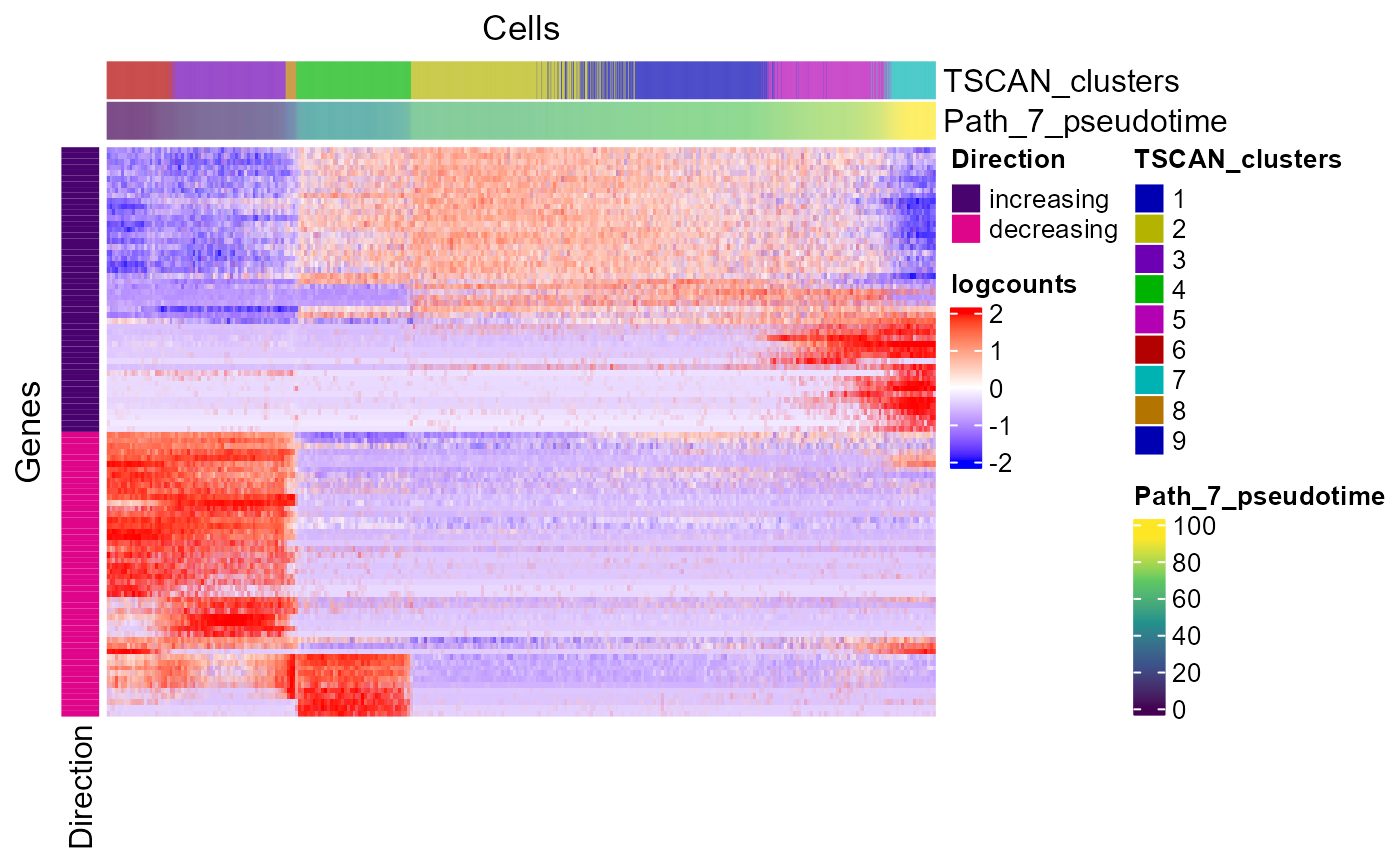 Cells
TSCAN_clusters
Path_7_pseudotime
Genes
Direction
Direction
increasing
decreasing
logcounts
2
1
0
-1
-2
TSCAN_clusters
1
2
3
4
5
6
7
8
9
Path_7_pseudotime
100
80
60
40
20
0